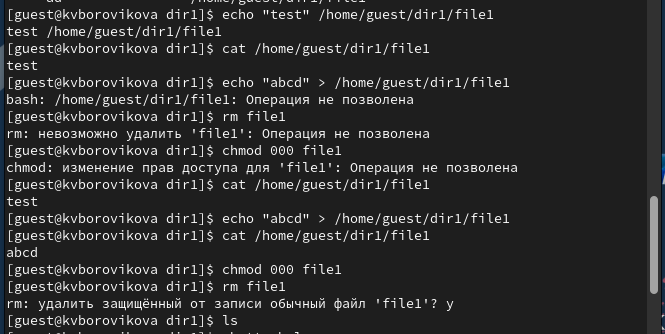 [guest@kvborovikova dir1]$ echo "test" /home/guest/dir1/file1
test /home/guest/dir1/file1
[guest@kvborovikova dir1]$ cat /home/guest/dir1/file1
test
[guest@kvborovikova dir1]$ echo "abcd" > /home/guest/dir1/file1
bash: /home/guest/dir1/file1: Операция не позволена
[guest@kvborovikova dir1]$ rm file1
rm: невозможно удалить 'file1': Операция не позволена
[guest@kvborovikova dir1]$ chmod 000 file1
chmod: изменение прав доступа для 'file1': Операция не позволена
[guest@kvborovikova dir1]$ cat /home/guest/dir1/file1
test
[guest@kvborovikova dir1]$ echo "abcd" > /home/guest/dir1/file1
[guest@kvborovikova dir1]$ cat /home/guest/dir1/file1
abcd
[guest@kvborovikova dir1]$ chmod 000 file1
[guest@kvborovikova dir1]$ rm file1
rm: удалить защищённый от записи обычный файл 'file1'? y
[guest@kvborovikova dir1]$ ls